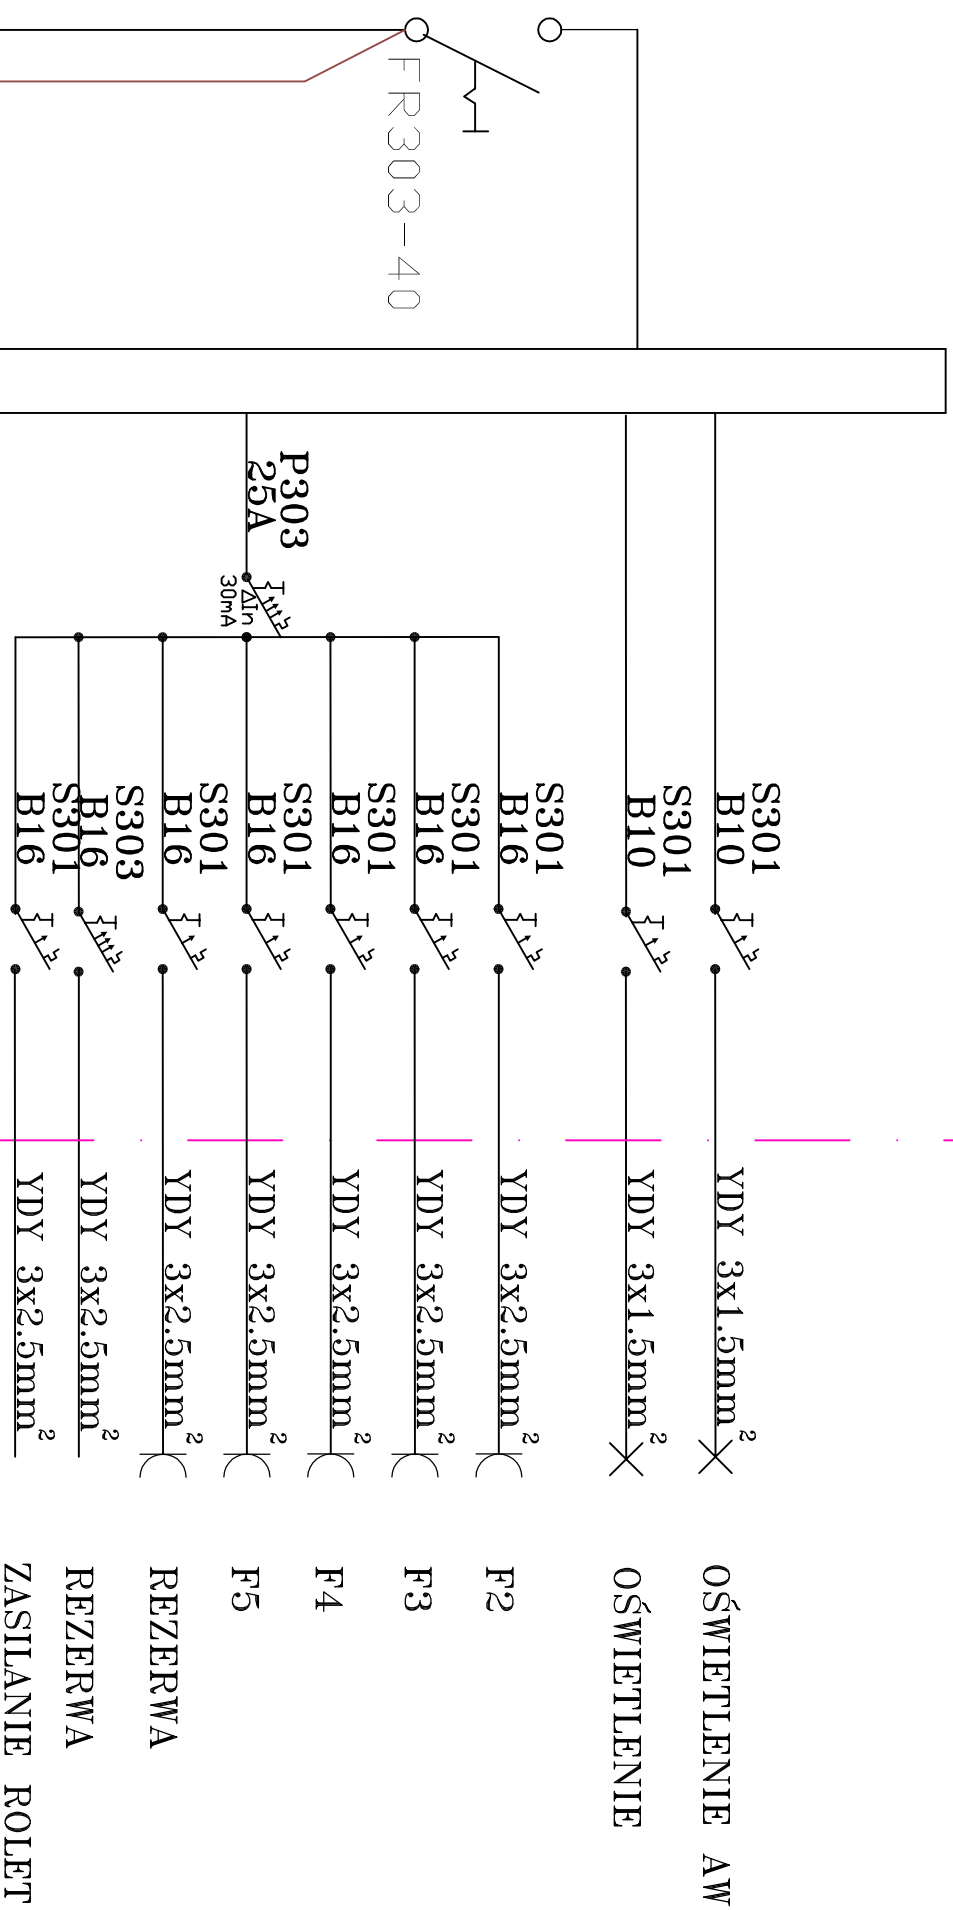 FR303-40
P303
25A
ΔIn
30mA
S301
B10
S301
B10
S301
B16
S301
B16
S301
B16
S301
B16
S301
B16
S303
B16
S301
B16
YDY 3x1.5mm²
YDY 3x1.5mm²
YDY 3x2.5mm²
YDY 3x2.5mm²
YDY 3x2.5mm²
YDY 3x2.5mm²
YDY 3x2.5mm²
YDY 3x2.5mm²
YDY 3x2.5mm²
OŚWIETLENIE AW
OŚWIETLENIE
F2
F3
F4
F5
REZERWA
REZERWA
ZASILANIE ROLET